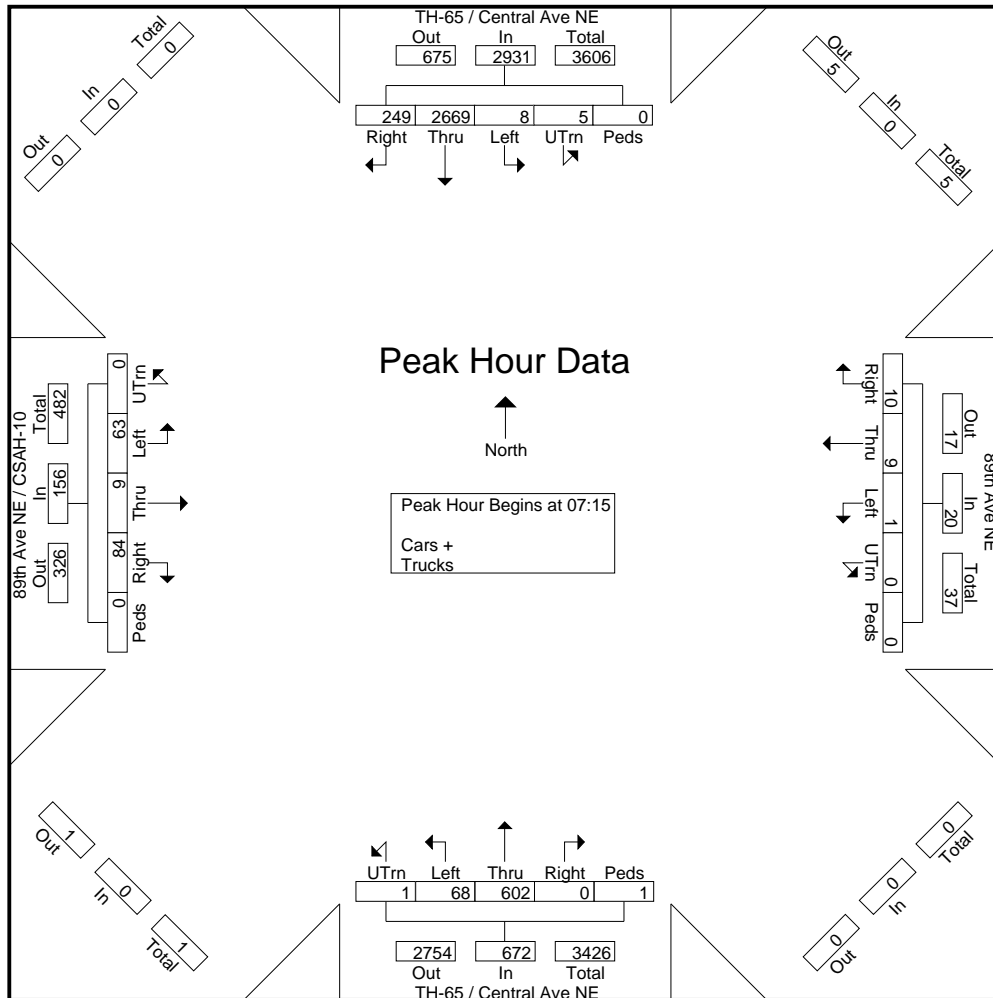 TH-65 / Central Ave NE
Out In Total
675 2931 3606
249 2669 8 5 0
Right Thru Left UTrn Peds
Total 0
In 0
Out 0
Out 5
In 0
Total 5
89th Ave NE / CSAH-10
Total In Out
482 156 326
0 63 9 84 0
UTrn Left Thru Right Peds
Peak Hour Data
North
Peak Hour Begins at 07:15
Cars +
Trucks
Right Thru Left UTrn Peds
10 9 1 0 0
Out In Total
17 20 37
89th Ave NE
Out 1
In 0
Total 1
Total 0
In 0
Out 0
UTrn Left Thru Right Peds
1 68 602 0 1
2754 672 3426
Out In Total
TH-65 / Central Ave NE